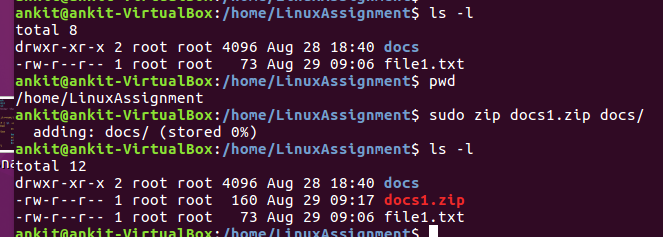 ankit@ankit-VirtualBox:/home/LinuxAssignment$ ls -l
total 8
drwxr-xr-x 2 root root 4096 Aug 28 18:40 docs
-rw-r--r-- 1 root root   73 Aug 29 09:06 file1.txt
ankit@ankit-VirtualBox:/home/LinuxAssignment$ pwd
/home/LinuxAssignment
ankit@ankit-VirtualBox:/home/LinuxAssignment$ sudo zip docs1.zip docs/
  adding: docs/ (stored 0%)
ankit@ankit-VirtualBox:/home/LinuxAssignment$ ls -l
total 12
drwxr-xr-x 2 root root 4096 Aug 28 18:40 docs
-rw-r--r-- 1 root root  160 Aug 29 09:17 docs1.zip
-rw-r--r-- 1 root root   73 Aug 29 09:06 file1.txt
ankit@ankit-VirtualBox:/home/LinuxAssignment$